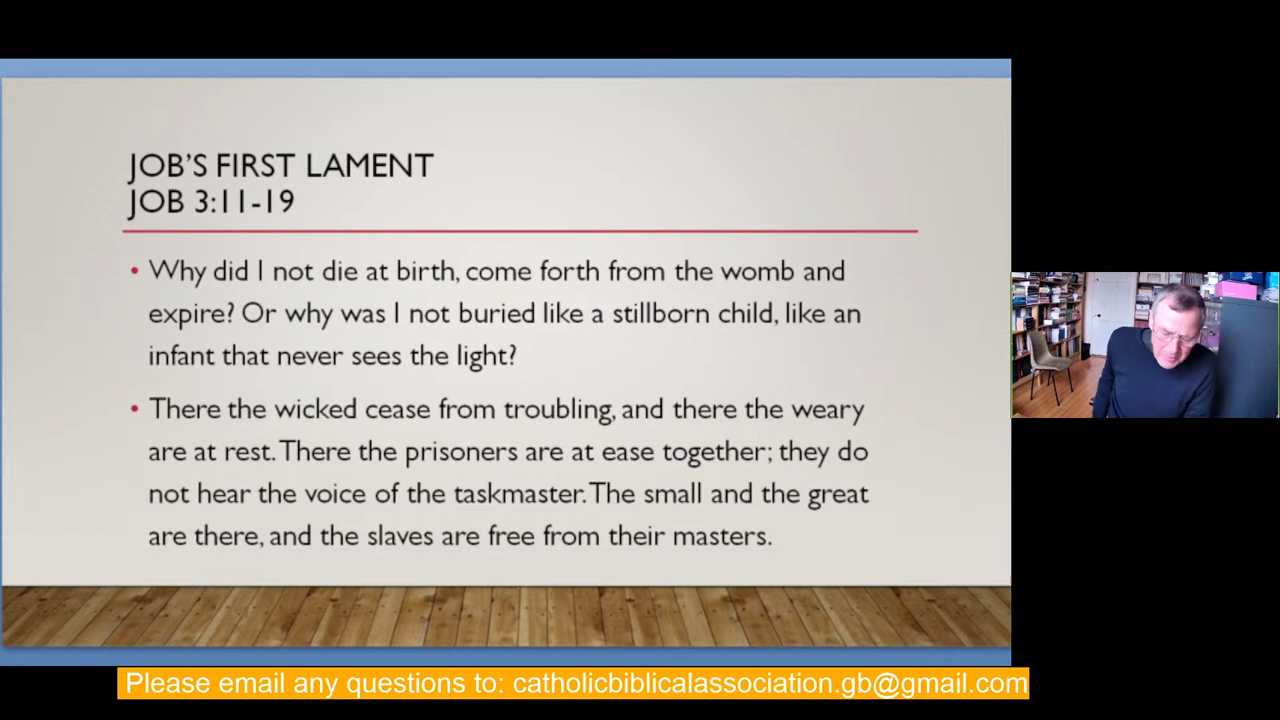 JOB'S FIRST LAMENT
JOB 3:11-19
• Why did I not die at birth, come forth from the womb and
expire? Or why was I not buried like a stillborn child, like an
infant that never sees the light?
• There the wicked cease from troubling, and there the weary
are at rest. There the prisoners are at ease together; they do
not hear the voice of the taskmaster. The small and the great
are there, and the slaves are free from their masters.
Please email any questions to: catholicbiblicalassociation.gb@gmail.com